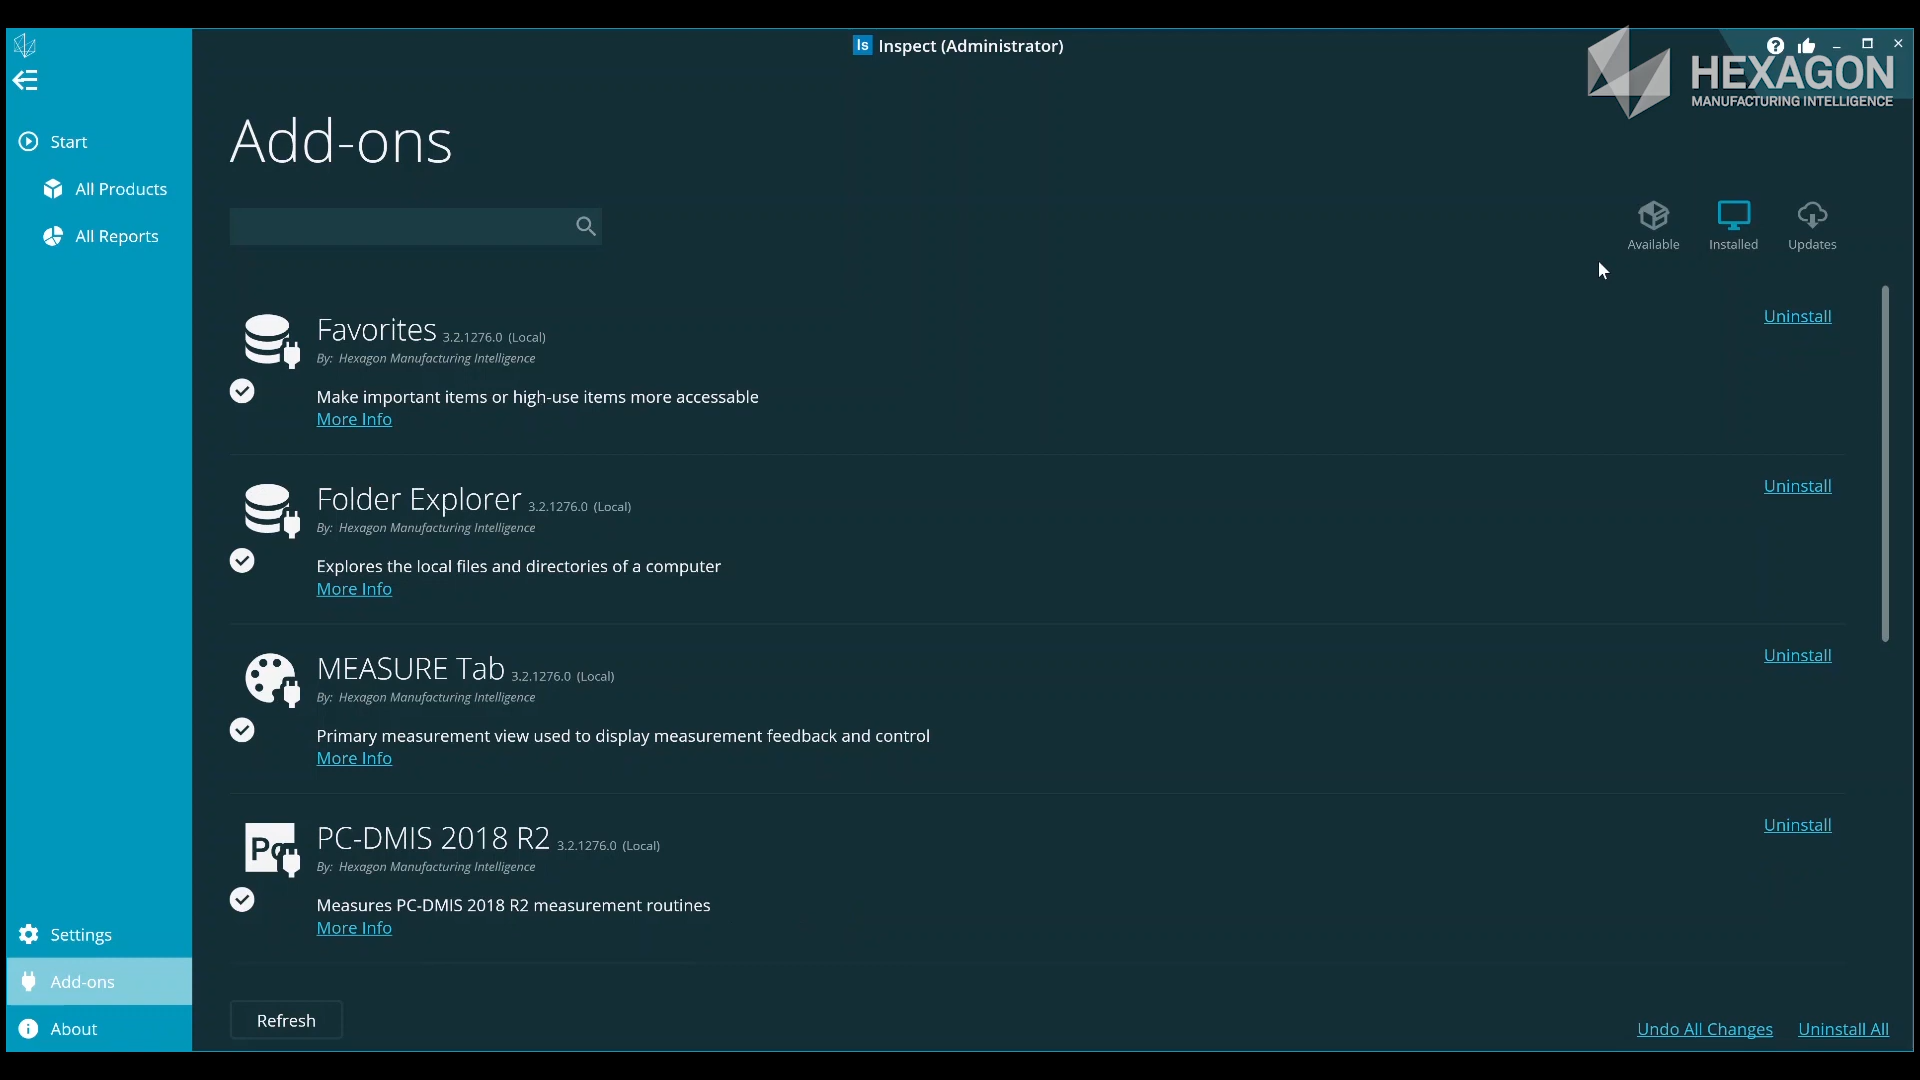 Is Inspect (Administrator)
HEXAGON
MANUFACTURING INTELLIGENCE
Start
All Products
All Reports
Settings
Add-ons
About
Add-ons
Available
Installed
Updates
Favorites 3.2.1276.0 (Local)
Uninstall
By: Hexagon Manufacturing Intelligence
Make important items or high-use items more accessable
More Info
Folder Explorer 3.2.1276.0 (Local)
Uninstall
By: Hexagon Manufacturing Intelligence
Explores the local files and directories of a computer
More Info
MEASURE Tab 3.2.1276.0 (Local)
Uninstall
By: Hexagon Manufacturing Intelligence
Primary measurement view used to display measurement feedback and control
More Info
PC-DMIS 2018 R2 3.2.1276.0 (Local)
Uninstall
By: Hexagon Manufacturing Intelligence
Measures PC-DMIS 2018 R2 measurement routines
More Info
Refresh
Undo All Changes
Uninstall All